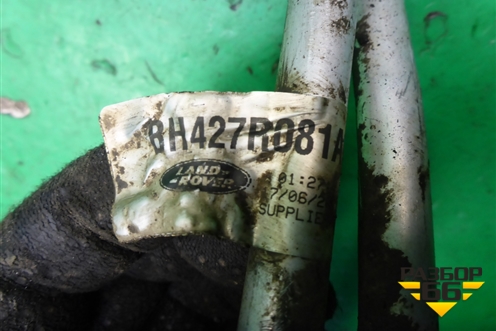 BH427R081A
LAND-
ROVER
01:27
7/06/2
SUPPLIE
РАЗБОР
66